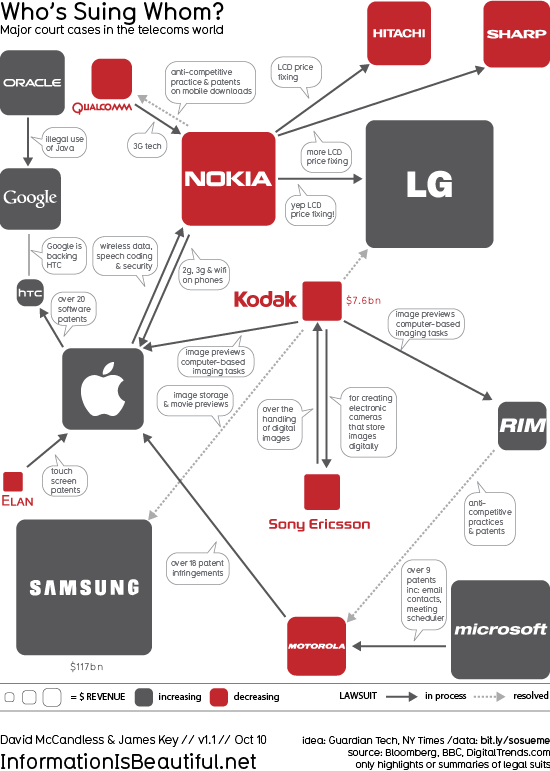 Who's Suing Whom?
Major court cases in the telecoms world
HITACHI
SHARP
ORACLE
QUALCOMM
anti-competitive
practice & patents
on mobile downloads
LCD price
fixing
illegal use
of Java
3G tech
NOKIA
more LCD
price fixing
LG
Google
yep LCD
price fixing!
Google is
backing
HTC
wireless data,
speech coding
& security
2g, 3g & wifi
on phones
hTC
over 20
software
patents
Kodak
$7.6bn
image previews
computer-based
imaging tasks
image previews
computer-based
imaging tasks
image storage
& movie previews
over the
handling
of digital
images
for creating
electronic
cameras
that store
images
digitally
RIM
ELAN
touch
screen
patents
Sony Ericsson
anti-
competitive
practices
& patents
SAMSUNG
over 18 patent
infringements
over 9
patents
inc: email
contacts,
meeting
scheduler
MOTOROLA
microsoft
$117bn
= $ REVENUE
increasing
decreasing
LAWSUIT
in process
resolved
David McCandless & James Key // v1.1 // Oct 10
InformationIsBeautiful.net
idea: Guardian Tech, NY Times /data: bit.ly/sosueme
source: Bloomberg, BBC, DigitalTrends.com
only highlights or summaries of legal suits